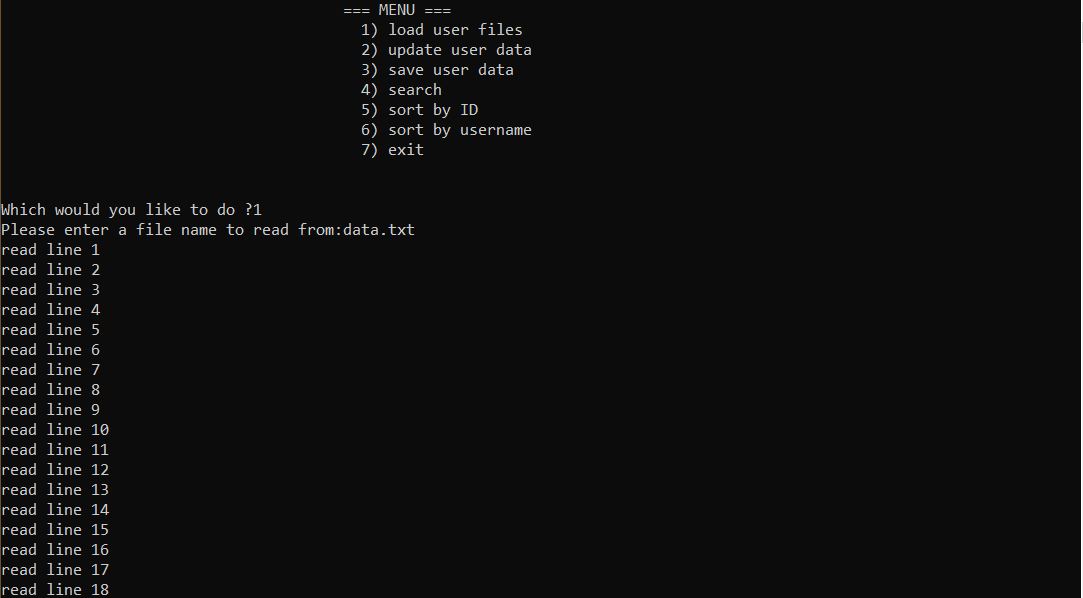 === MENU ===
1) load user files
2) update user data
3) save user data
4) search
5) sort by ID
6) sort by username
7) exit
Which would you like to do ?1
Please enter a file name to read from:data.txt
read line 1
read line 2
read line 3
read line 4
read line 5
read line 6
read line 7
read line 8
read line 9
read line 10
read line 11
read line 12
read line 13
read line 14
read line 15
read line 16
read line 17
read line 18